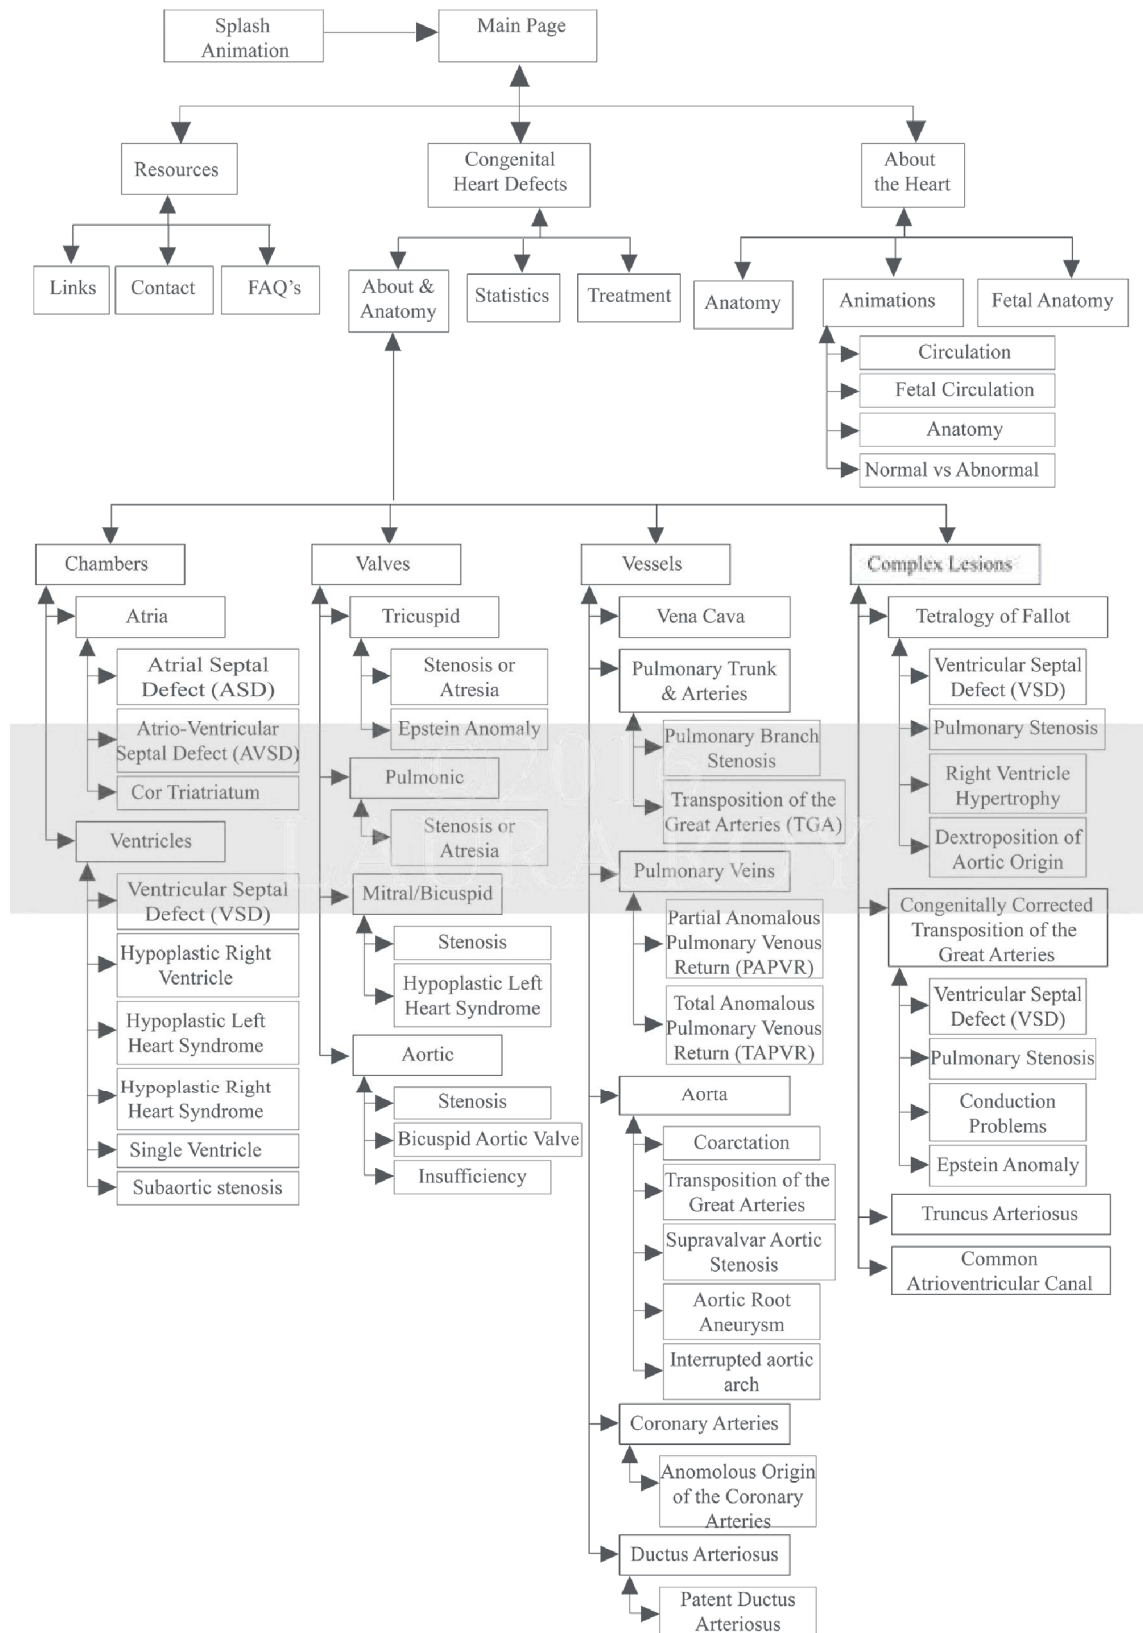 Splash
Animation
Main Page
Resources
Congenital
Heart Defects
About
the Heart
Links
Contact
FAQ's
About &
Anatomy
Statistics
Treatment
Anatomy
Animations
Fetal Anatomy
Circulation
Fetal Circulation
Anatomy
Normal vs Abnormal
Chambers
Atria
Atrial Septal
Defect (ASD)
Atrio-Ventricular
Septal Defect (AVSD)
Cor Triatriatum
Ventricles
Ventricular Septal
Defect (VSD)
Hypoplastic Right
Ventricle
Hypoplastic Left
Heart Syndrome
Hypoplastic Right
Heart Syndrome
Single Ventricle
Subaortic stenosis
Valves
Tricuspid
Stenosis or
Atresia
Epstein Anomaly
Pulmonic
Stenosis or
Atresia
Mitral/Bicuspid
Stenosis
Hypoplastic Left
Heart Syndrome
Aortic
Stenosis
Bicuspid Aortic Valve
Insufficiency
Vessels
Vena Cava
Pulmonary Trunk
& Arteries
Pulmonary Branch
Stenosis
Transposition of the
Great Arteries (TGA)
Pulmonary Veins
Partial Anomalous
Pulmonary Venous
Return (PAPVR)
Total Anomalous
Pulmonary Venous
Return (TAPVR)
Aorta
Coarctation
Transposition of the
Great Arteries
Supravalvar Aortic
Stenosis
Aortic Root
Aneurysm
Interrupted aortic
arch
Coronary Arteries
Anomolous Origin
of the Coronary
Arteries
Ductus Arteriosus
Patent Ductus
Arteriosus
Complex Lesions
Tetralogy of Fallot
Ventricular Septal
Defect (VSD)
Pulmonary Stenosis
Right Ventricle
Hypertrophy
Dextroposition of
Aortic Origin
Congenitally Corrected
Transposition of the
Great Arteries
Ventricular Septal
Defect (VSD)
Pulmonary Stenosis
Conduction
Problems
Epstein Anomaly
Truncus Arteriosus
Common
Atrioventricular Canal
LAURA ROY